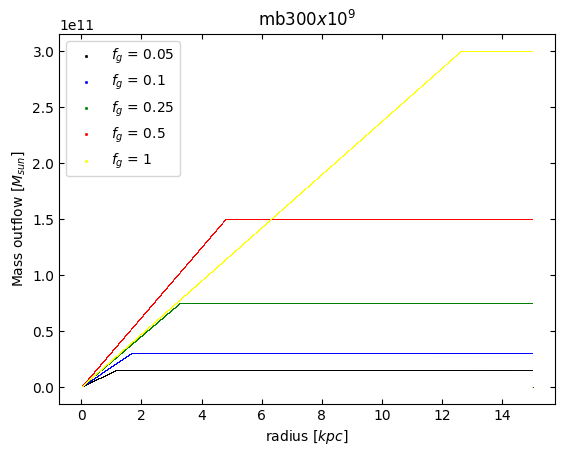 mb300x10^9
1e11
3.0
2.5
2.0
1.5
1.0
0.5
0.0
Mass outflow [M_{sun}]
f_g = 0.05
f_g = 0.1
f_g = 0.25
f_g = 0.5
f_g = 1
0 2 4 6 8 10 12 14
radius [kpc]